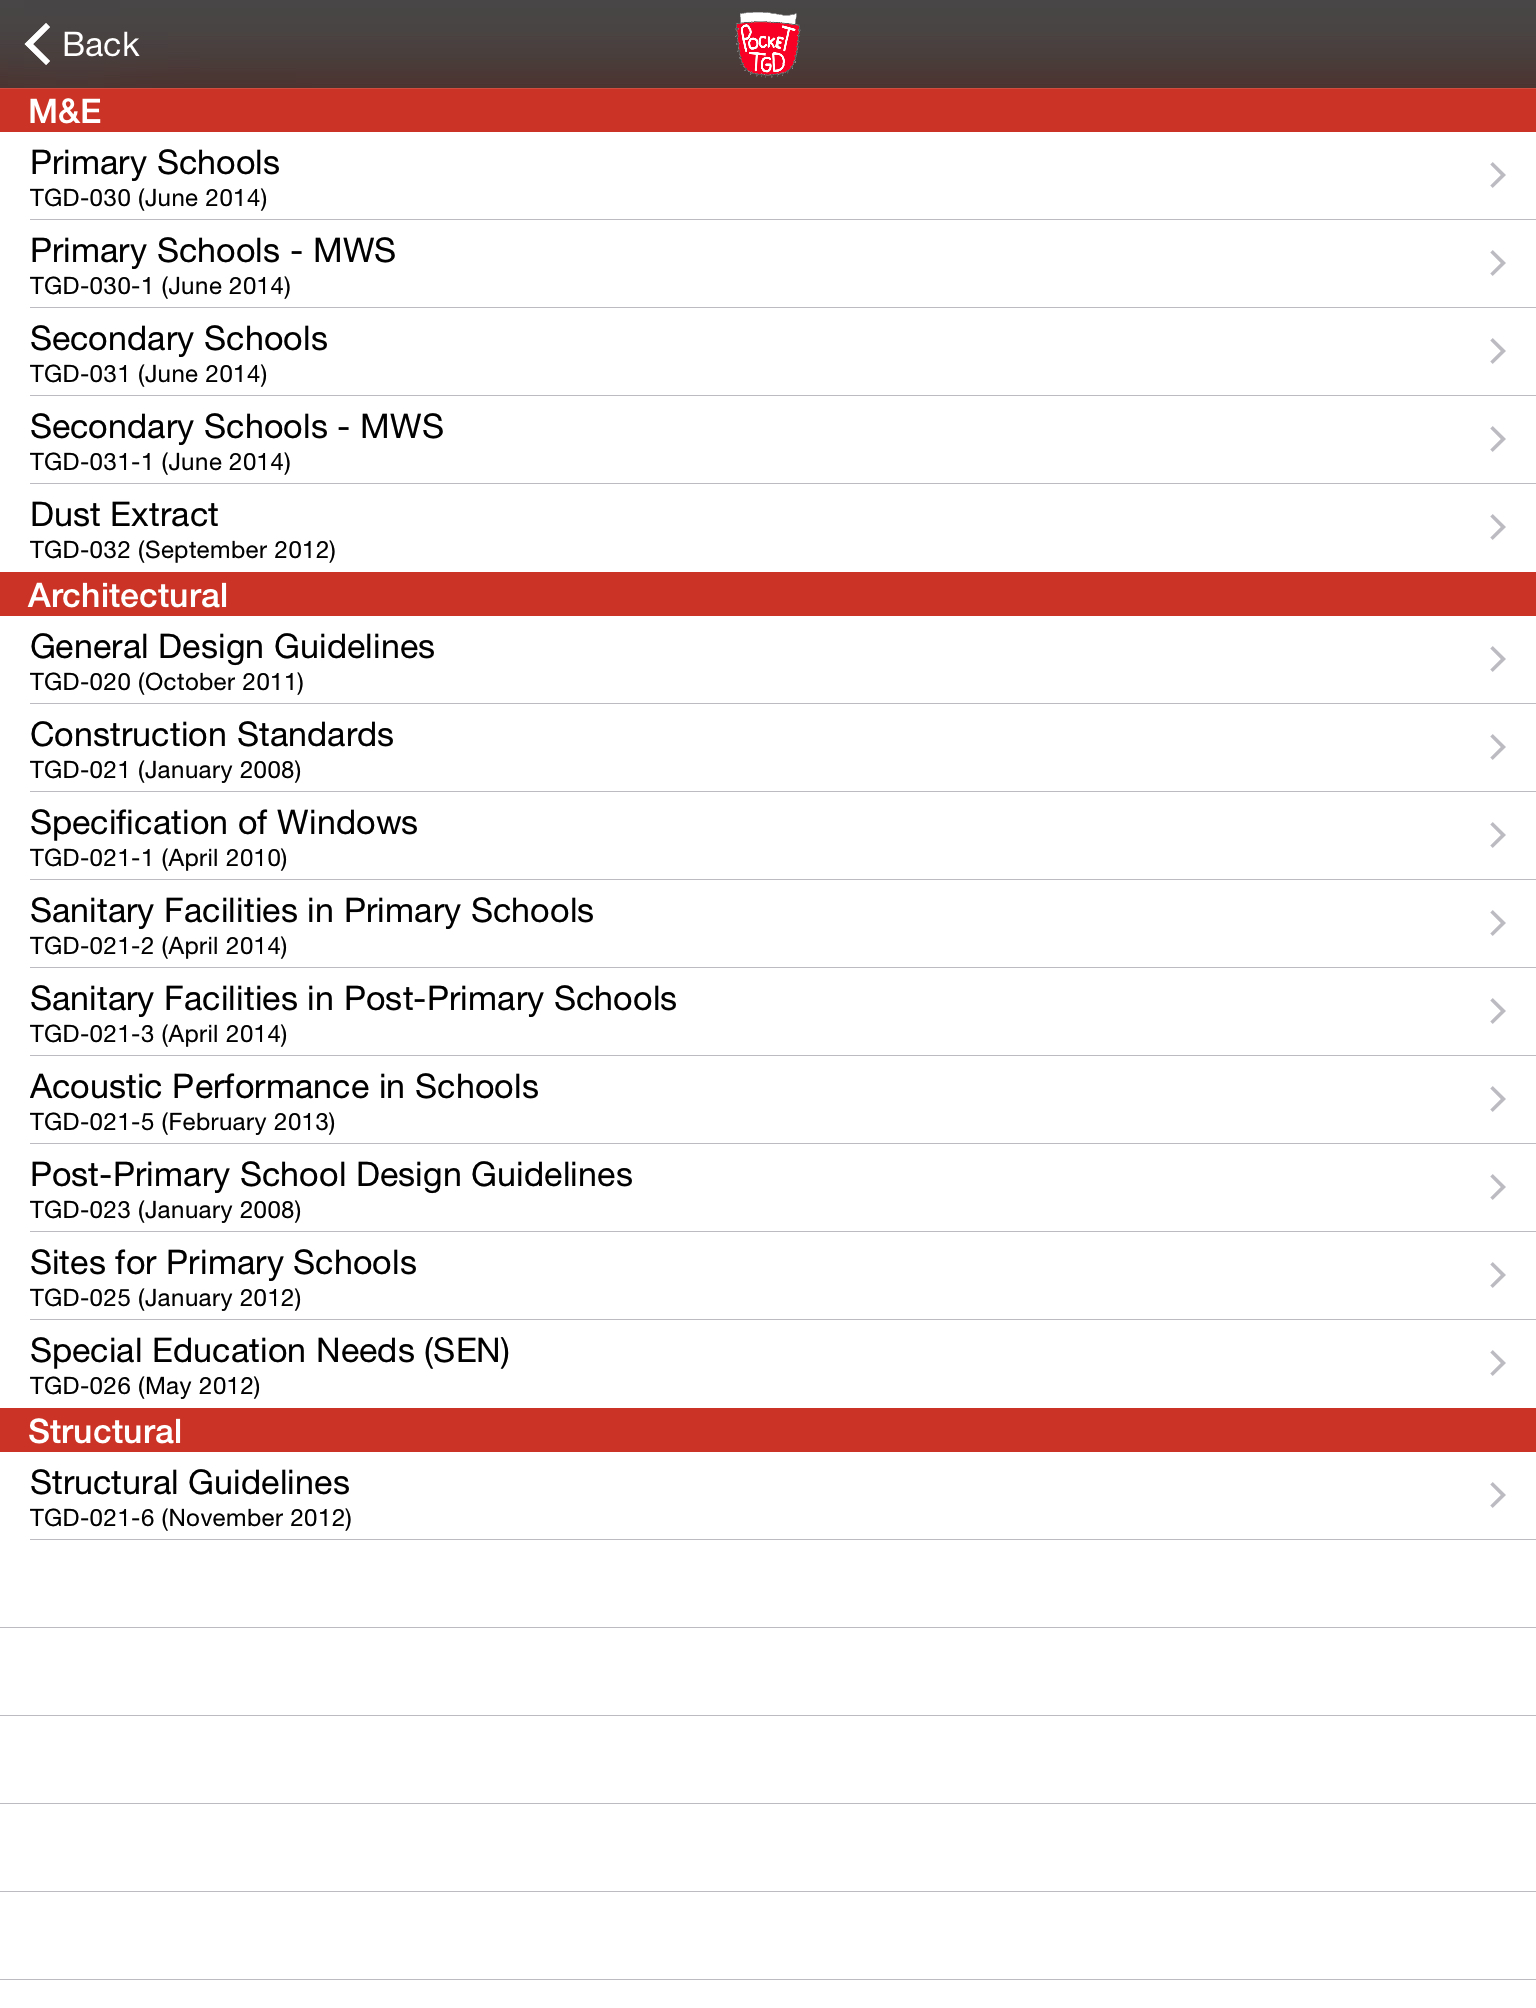 Back
POCKET
TGD
M&E
Primary Schools
TGD-030 (June 2014)
Primary Schools - MWS
TGD-030-1 (June 2014)
Secondary Schools
TGD-031 (June 2014)
Secondary Schools - MWS
TGD-031-1 (June 2014)
Dust Extract
TGD-032 (September 2012)
Architectural
General Design Guidelines
TGD-020 (October 2011)
Construction Standards
TGD-021 (January 2008)
Specification of Windows
TGD-021-1 (April 2010)
Sanitary Facilities in Primary Schools
TGD-021-2 (April 2014)
Sanitary Facilities in Post-Primary Schools
TGD-021-3 (April 2014)
Acoustic Performance in Schools
TGD-021-5 (February 2013)
Post-Primary School Design Guidelines
TGD-023 (January 2008)
Sites for Primary Schools
TGD-025 (January 2012)
Special Education Needs (SEN)
TGD-026 (May 2012)
Structural
Structural Guidelines
TGD-021-6 (November 2012)